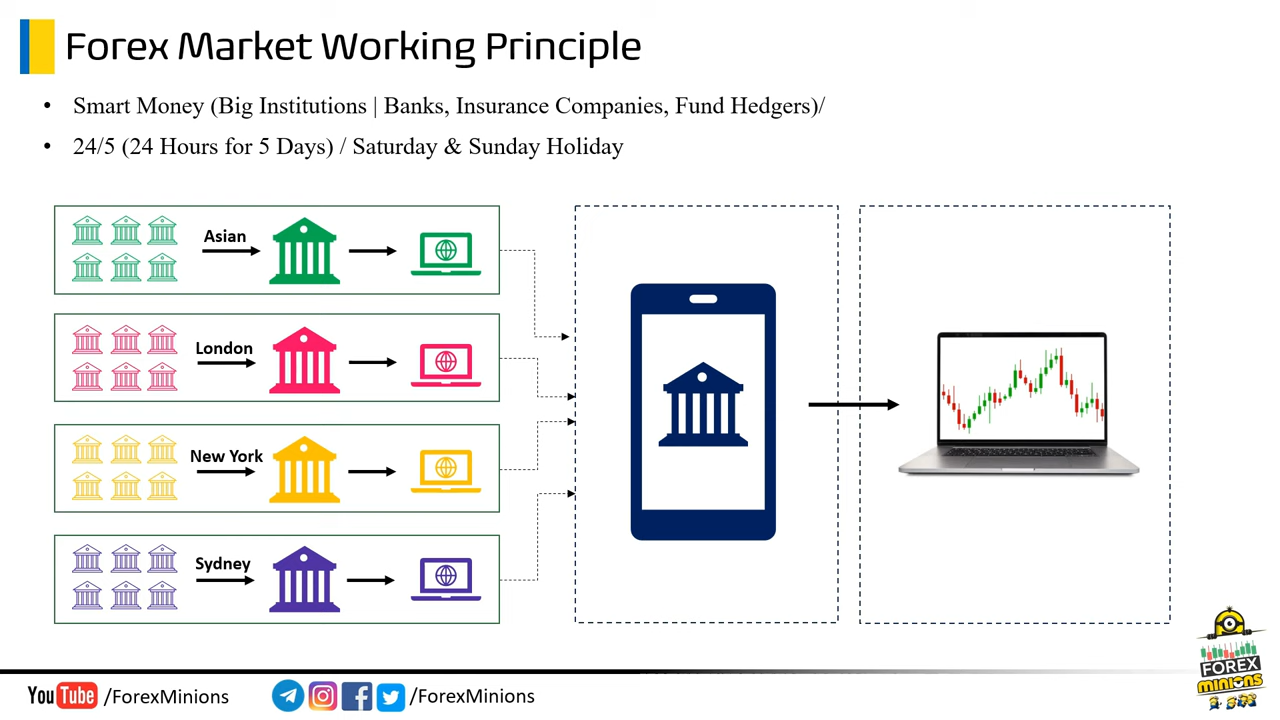 Forex Market Working Principle
• Smart Money (Big Institutions | Banks, Insurance Companies, Fund Hedgers)/
• 24/5 (24 Hours for 5 Days) / Saturday & Sunday Holiday
Asian
London
New York
Sydney
YouTube /ForexMinions
/ForexMinions
FOREX
minions